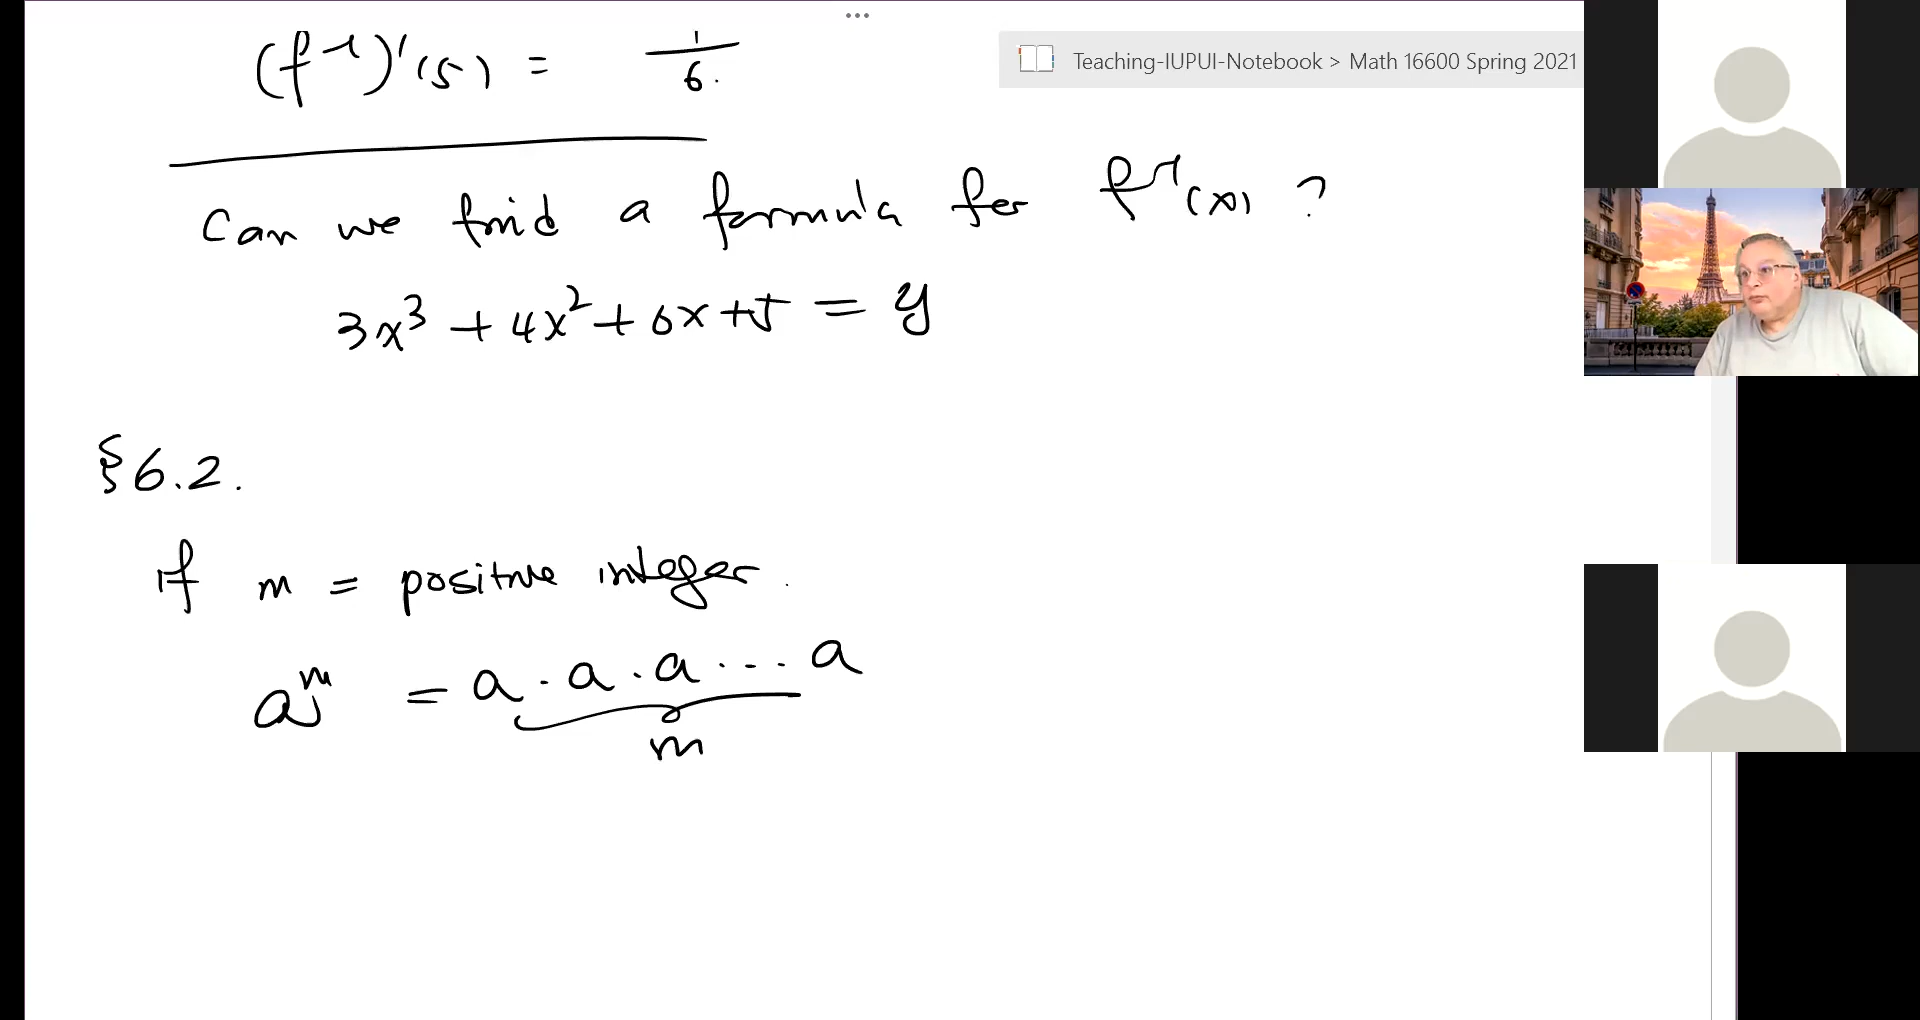 (f⁻¹)'(5) = 1/6.
Teaching-IUPUI-Notebook > Math 16600 Spring 2021
Can we find a formula for f⁻¹(x) ?
3x³ + 4x² + 6x + 5 = y
§6.2.
If m = positive integer.
aᵐ = a · a · a ... a
m